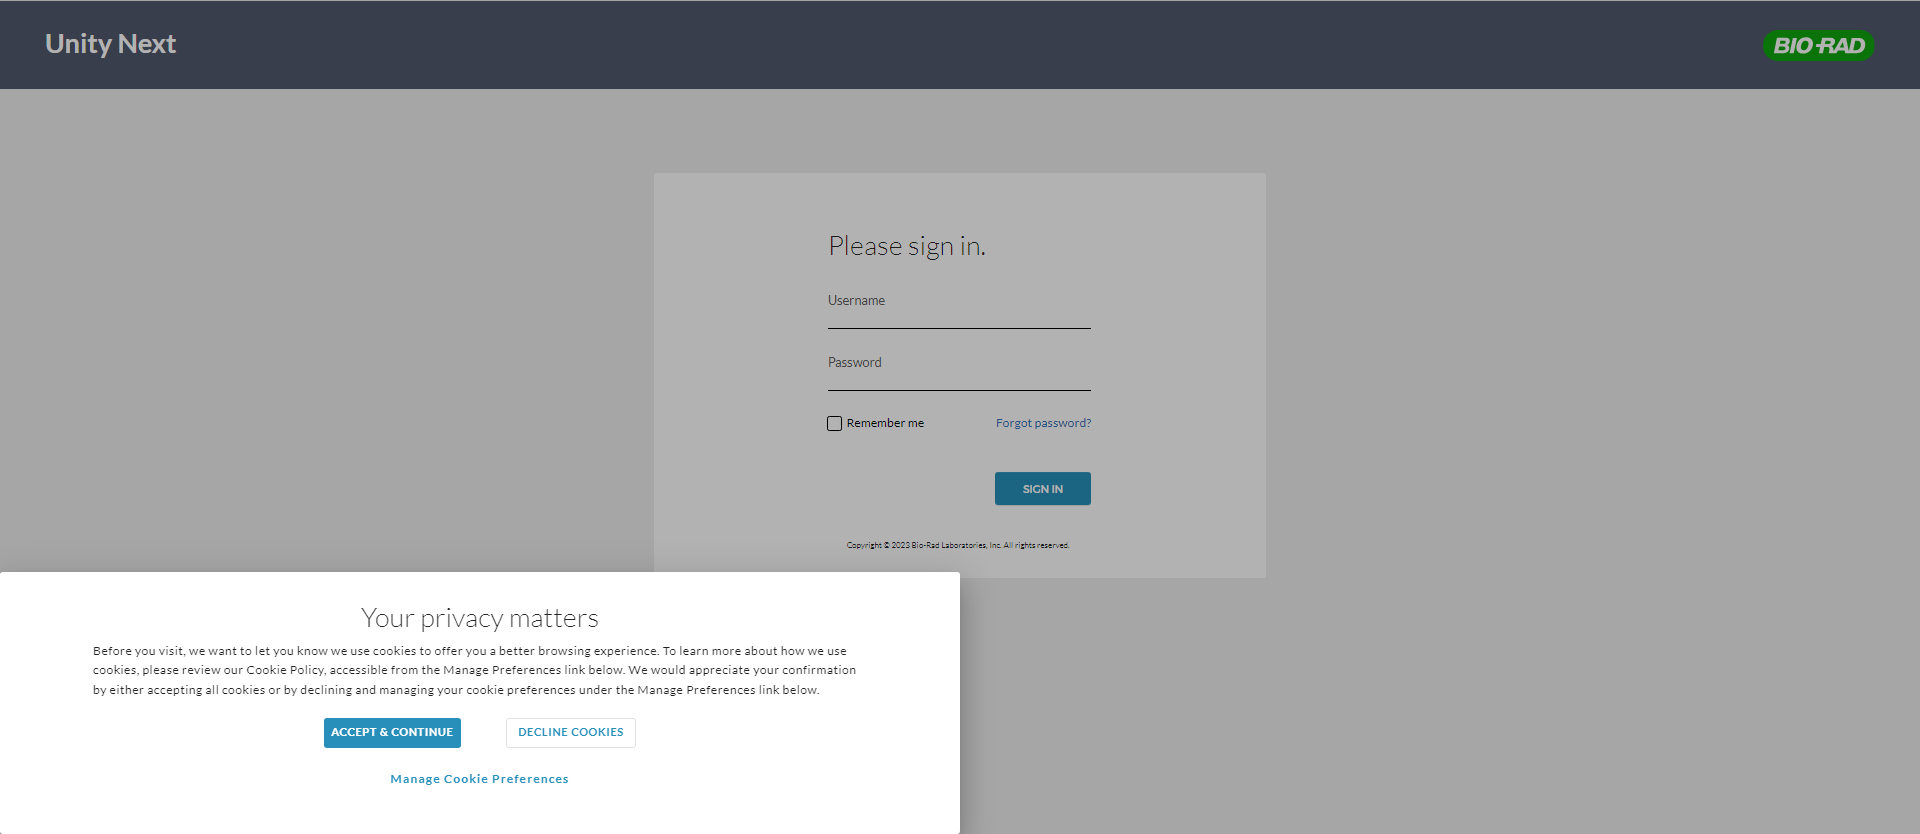 Unity Next
BIO-RAD
Please sign in.
Username
Password
Remember me
Forgot password?
SIGN IN
Copyright © 2023 Bio-Rad Laboratories, Inc. All rights reserved.
Your privacy matters
Before you visit, we want to let you know we use cookies to offer you a better browsing experience. To learn more about how we use
cookies, please review our Cookie Policy, accessible from the Manage Preferences link below. We would appreciate your confirmation
by either accepting all cookies or by declining and managing your cookie preferences under the Manage Preferences link below.
ACCEPT & CONTINUE
DECLINE COOKIES
Manage Cookie Preferences